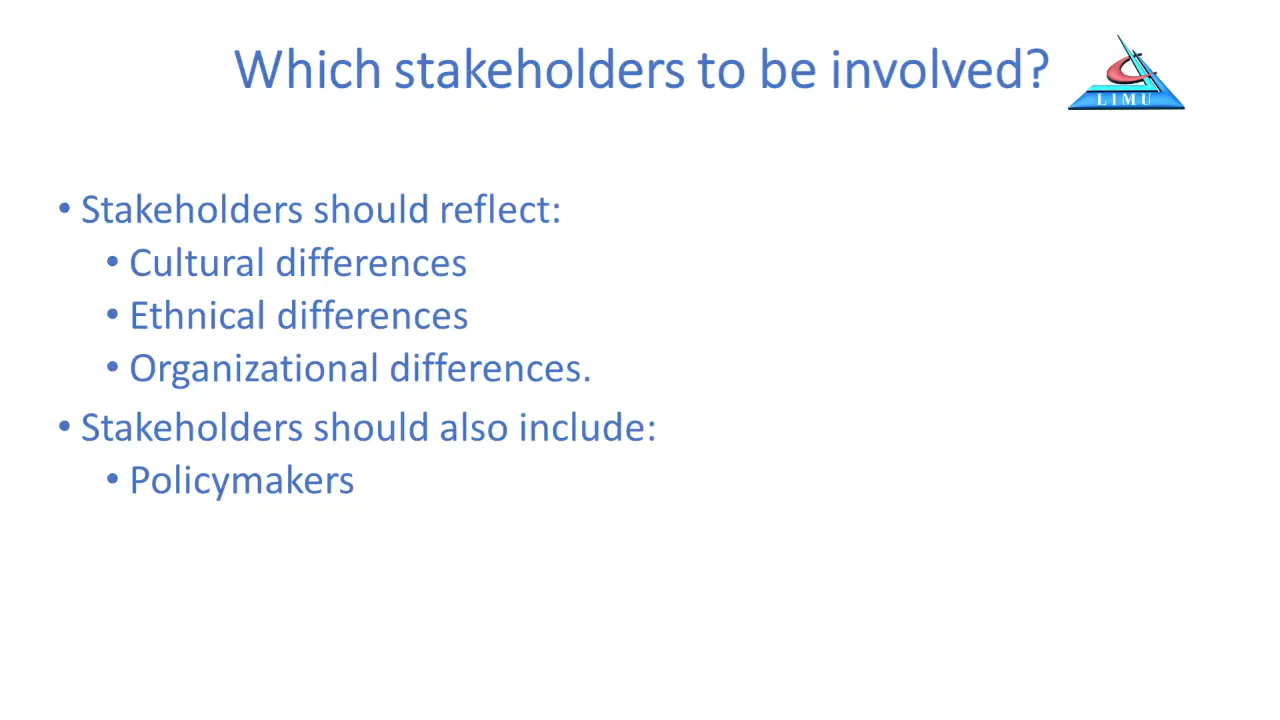 Which stakeholders to be involved?
LIMU
• Stakeholders should reflect:
• Cultural differences
• Ethnical differences
• Organizational differences.
• Stakeholders should also include:
• Policymakers